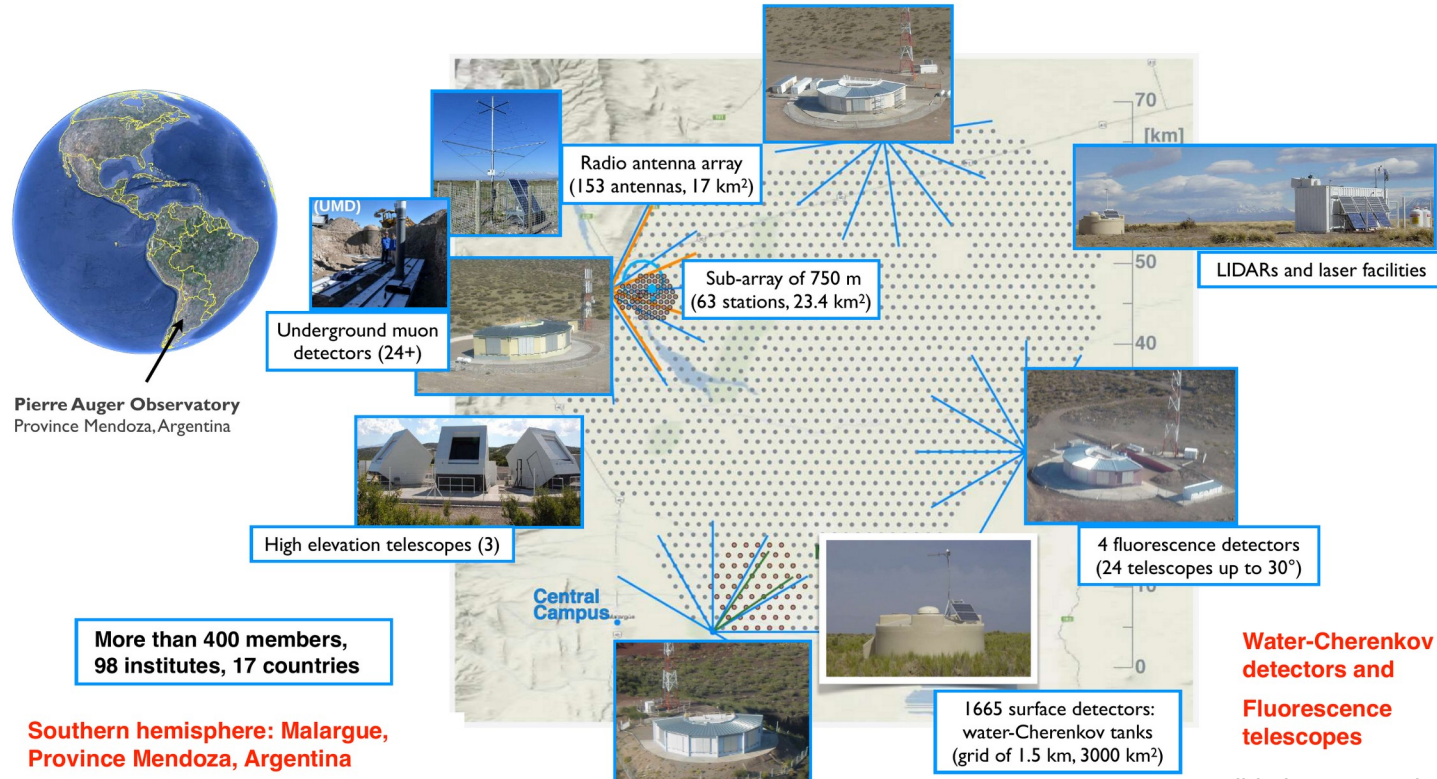 70
[km]
Radio antenna array
(153 antennas, 17 km²)
(UMD)
Sub-array of 750 m
(63 stations, 23.4 km²)
50
LIDARs and laser facilities
Underground muon
detectors (24+)
40
Pierre Auger Observatory
Province Mendoza, Argentina
High elevation telescopes (3)
4 fluorescence detectors
(24 telescopes up to 30°)
10
Central
Campus
Malargüe
More than 400 members,
98 institutes, 17 countries
Water-Cherenkov
detectors and
0
Fluorescence
telescopes
1665 surface detectors:
water-Cherenkov tanks
(grid of 1.5 km, 3000 km²)
Southern hemisphere: Malargue,
Province Mendoza, Argentina